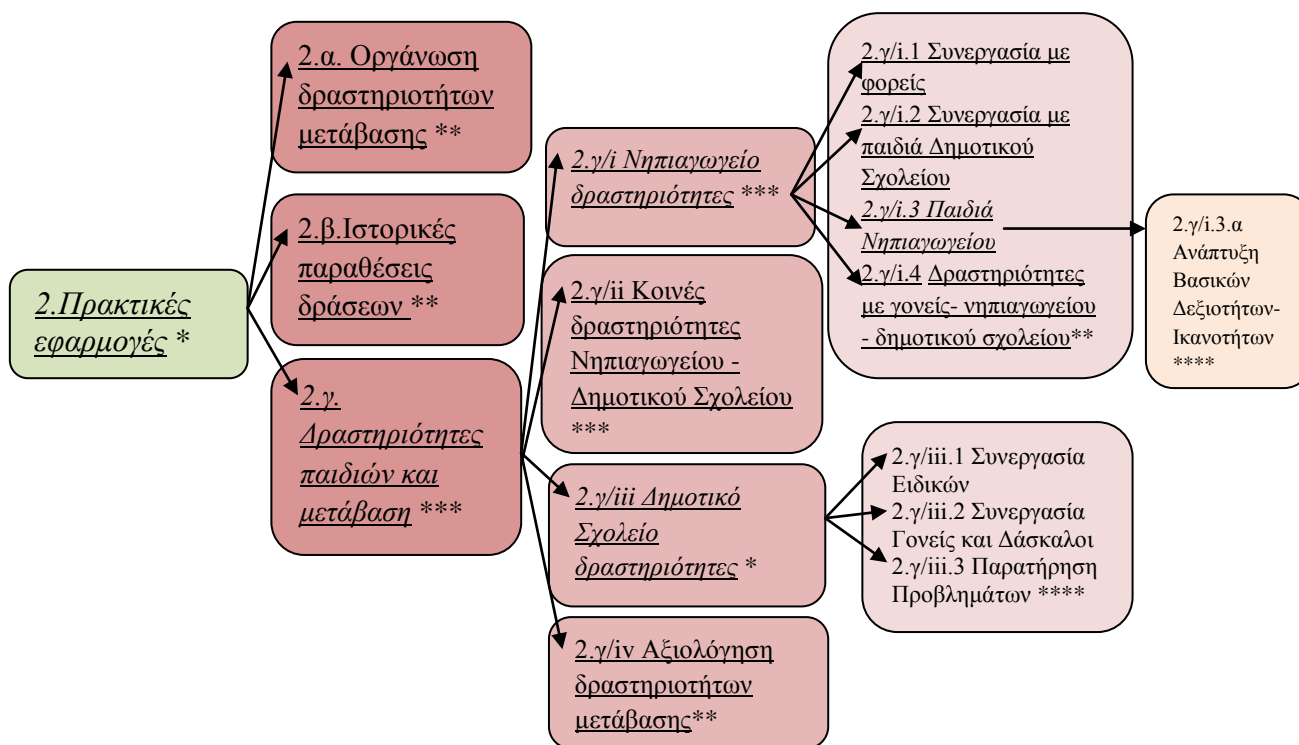 2.Πρακτικές
εφαρμογές *
2.α. Οργάνωση
δραστηριοτήτων
μετάβασης **
2.β.Ιστορικές
παραθέσεις
δράσεων **
2.γ.
Δραστηριότητες
παιδιών και
μετάβαση ***
2.γ/i Νηπιαγωγείο
δραστηριότητες ***
2.γ/ii Κοινές
δραστηριότητες
Νηπιαγωγείου -
Δημοτικού Σχολείου
***
2.γ/iii Δημοτικό
Σχολείο
δραστηριότητες *
2.γ/iv Αξιολόγηση
δραστηριοτήτων
μετάβασης**
2.γ/i.1 Συνεργασία με
φορείς
2.γ/i.2 Συνεργασία με
παιδιά Δημοτικού
Σχολείου
2.γ/i.3 Παιδιά
Νηπιαγωγείου
2.γ/i.4 Δραστηριότητες
με γονείς- νηπιαγωγείου
- δημοτικού σχολείου**
2.γ/iii.1 Συνεργασία
Ειδικών
2.γ/iii.2 Συνεργασία
Γονείς και Δάσκαλοι
2.γ/iii.3 Παρατήρηση
Προβλημάτων ****
2.γ/i.3.α
Ανάπτυξη
Βασικών
Δεξιοτήτων-
Ικανοτήτων
****